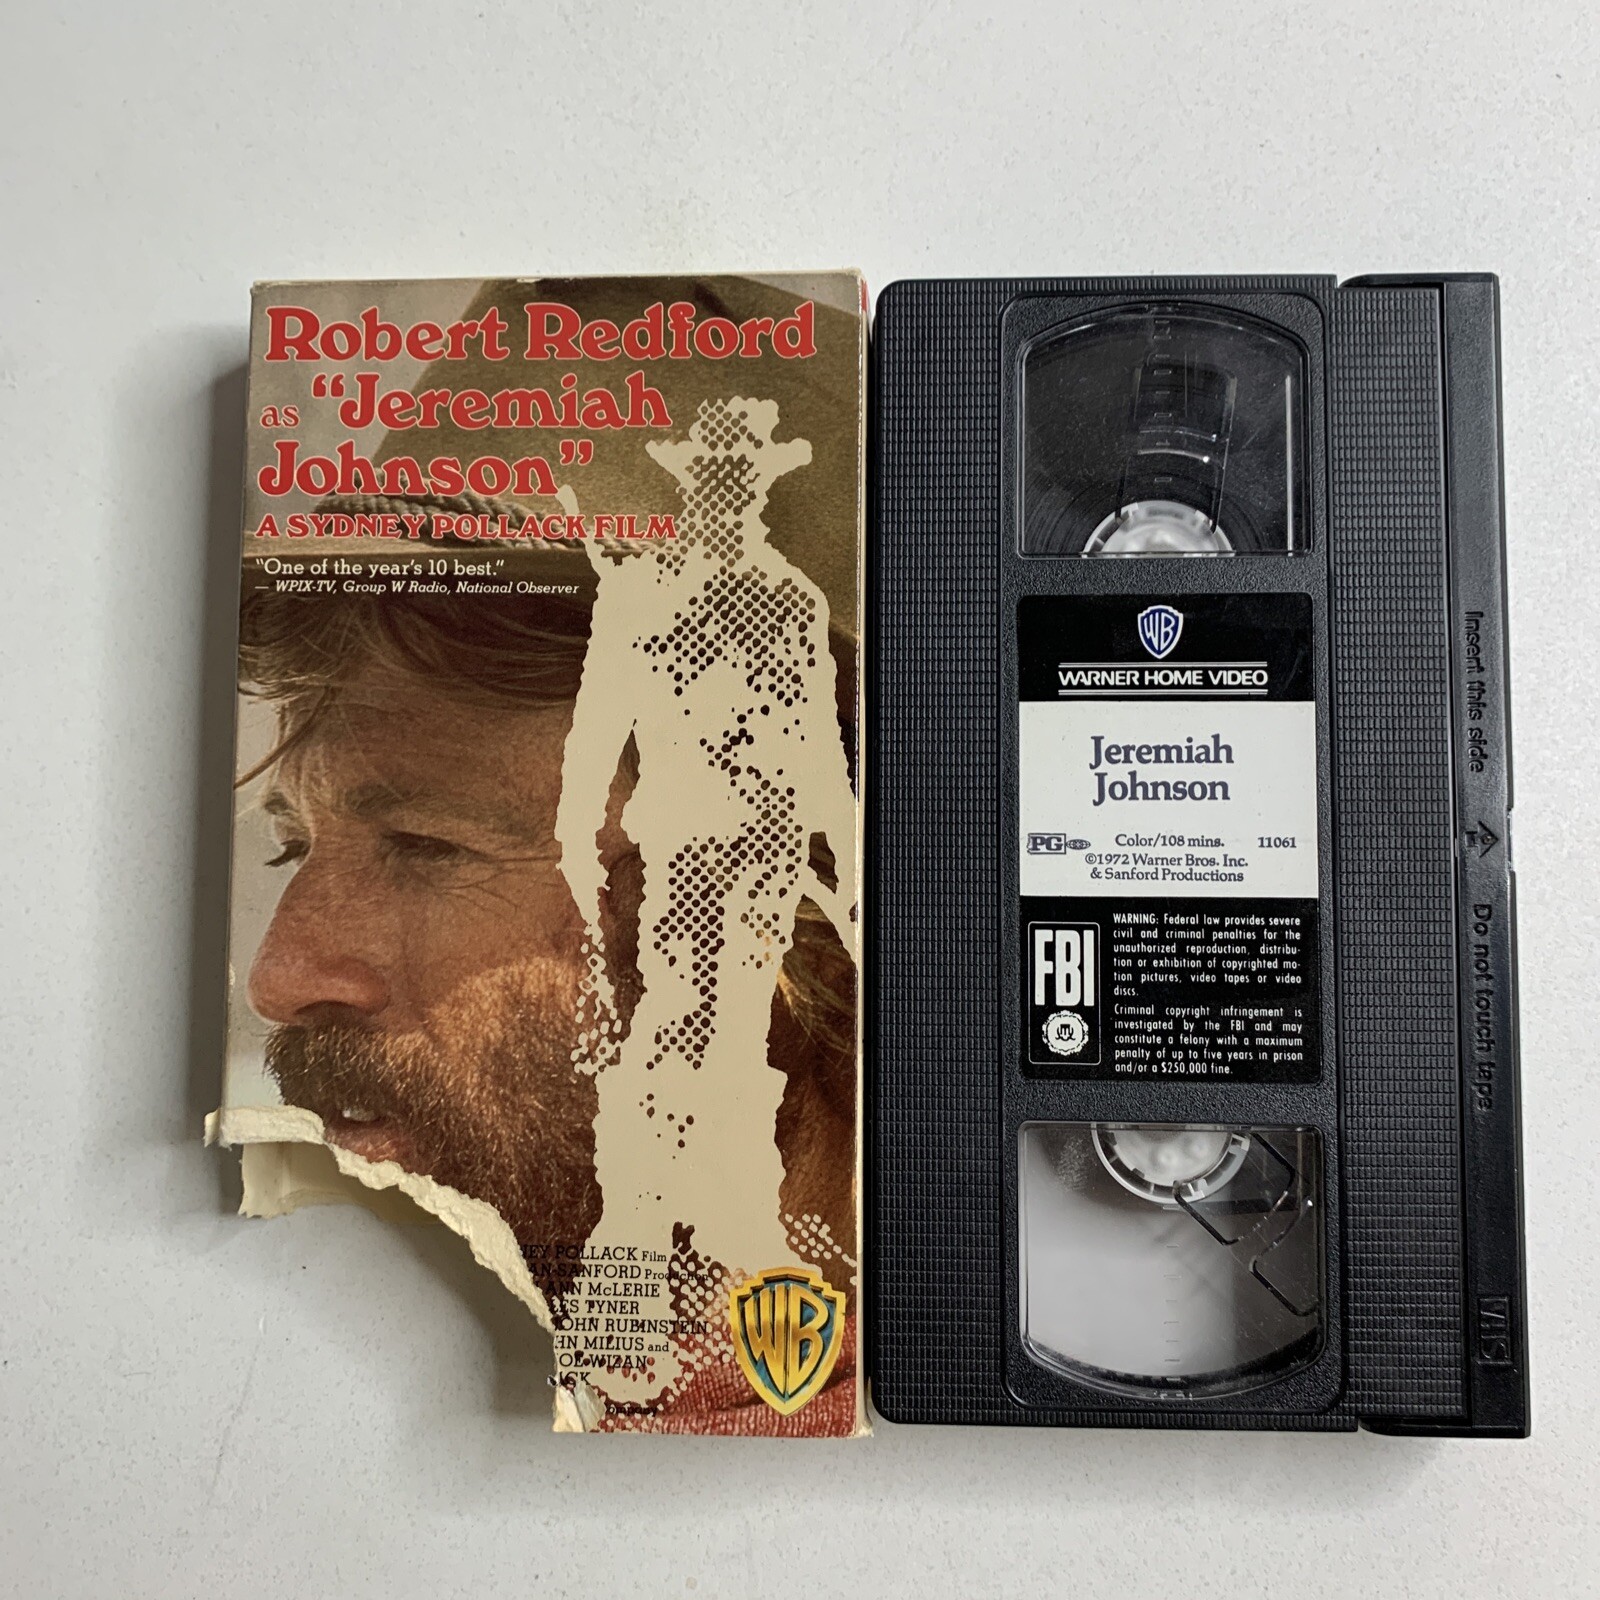 Robert Redford
as "Jeremiah
Johnson"
A SYDNEY POLLACK FILM
"One of the year's 10 best."
— WPIX-TV, Group W Radio, National Observer
POLLACK Film
SANFORD Production
ANN McLERIE
TYNER
JOHN RUBINSTEIN
MILIUS and
WIZAN
WB
WB
WARNER HOME VIDEO
Jeremiah
Johnson
PG Color/108 mins. 11061
©1972 Warner Bros. Inc.
& Sanford Productions
FBI
WARNING: Federal law provides severe
civil and criminal penalties for the
unauthorized reproduction, distribu-
tion or exhibition of copyrighted mo-
tion pictures, video tapes or video
discs.
Criminal copyright infringement is
investigated by the FBI and may
constitute a felony with a maximum
penalty of up to five years in prison
and/or a $250,000 fine.
Insert this side
Do not touch tape
VHS